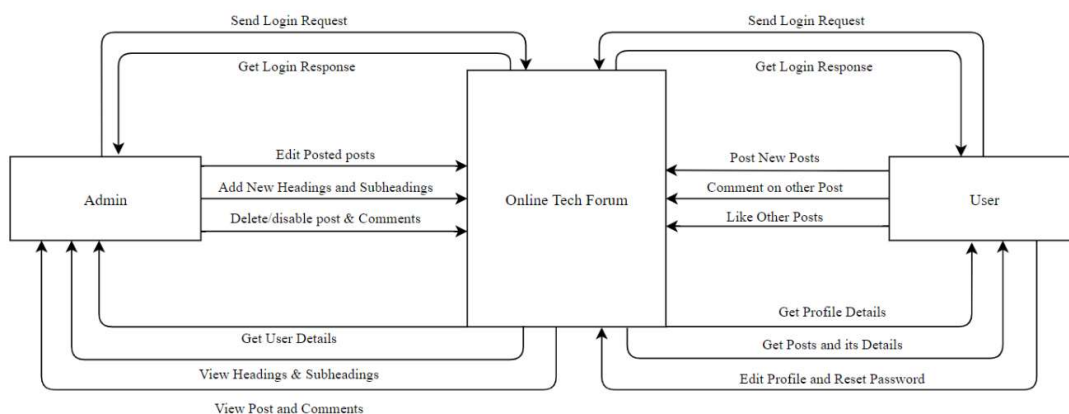 Send Login Request
Send Login Request
Get Login Response
Get Login Response
Edit Posted posts
Post New Posts
Add New Headings and Subheadings
Comment on other Post
Admin
Online Tech Forum
User
Delete/disable post & Comments
Like Other Posts
Get Profile Details
Get User Details
Get Posts and its Details
View Headings & Subheadings
Edit Profile and Reset Password
View Post and Comments